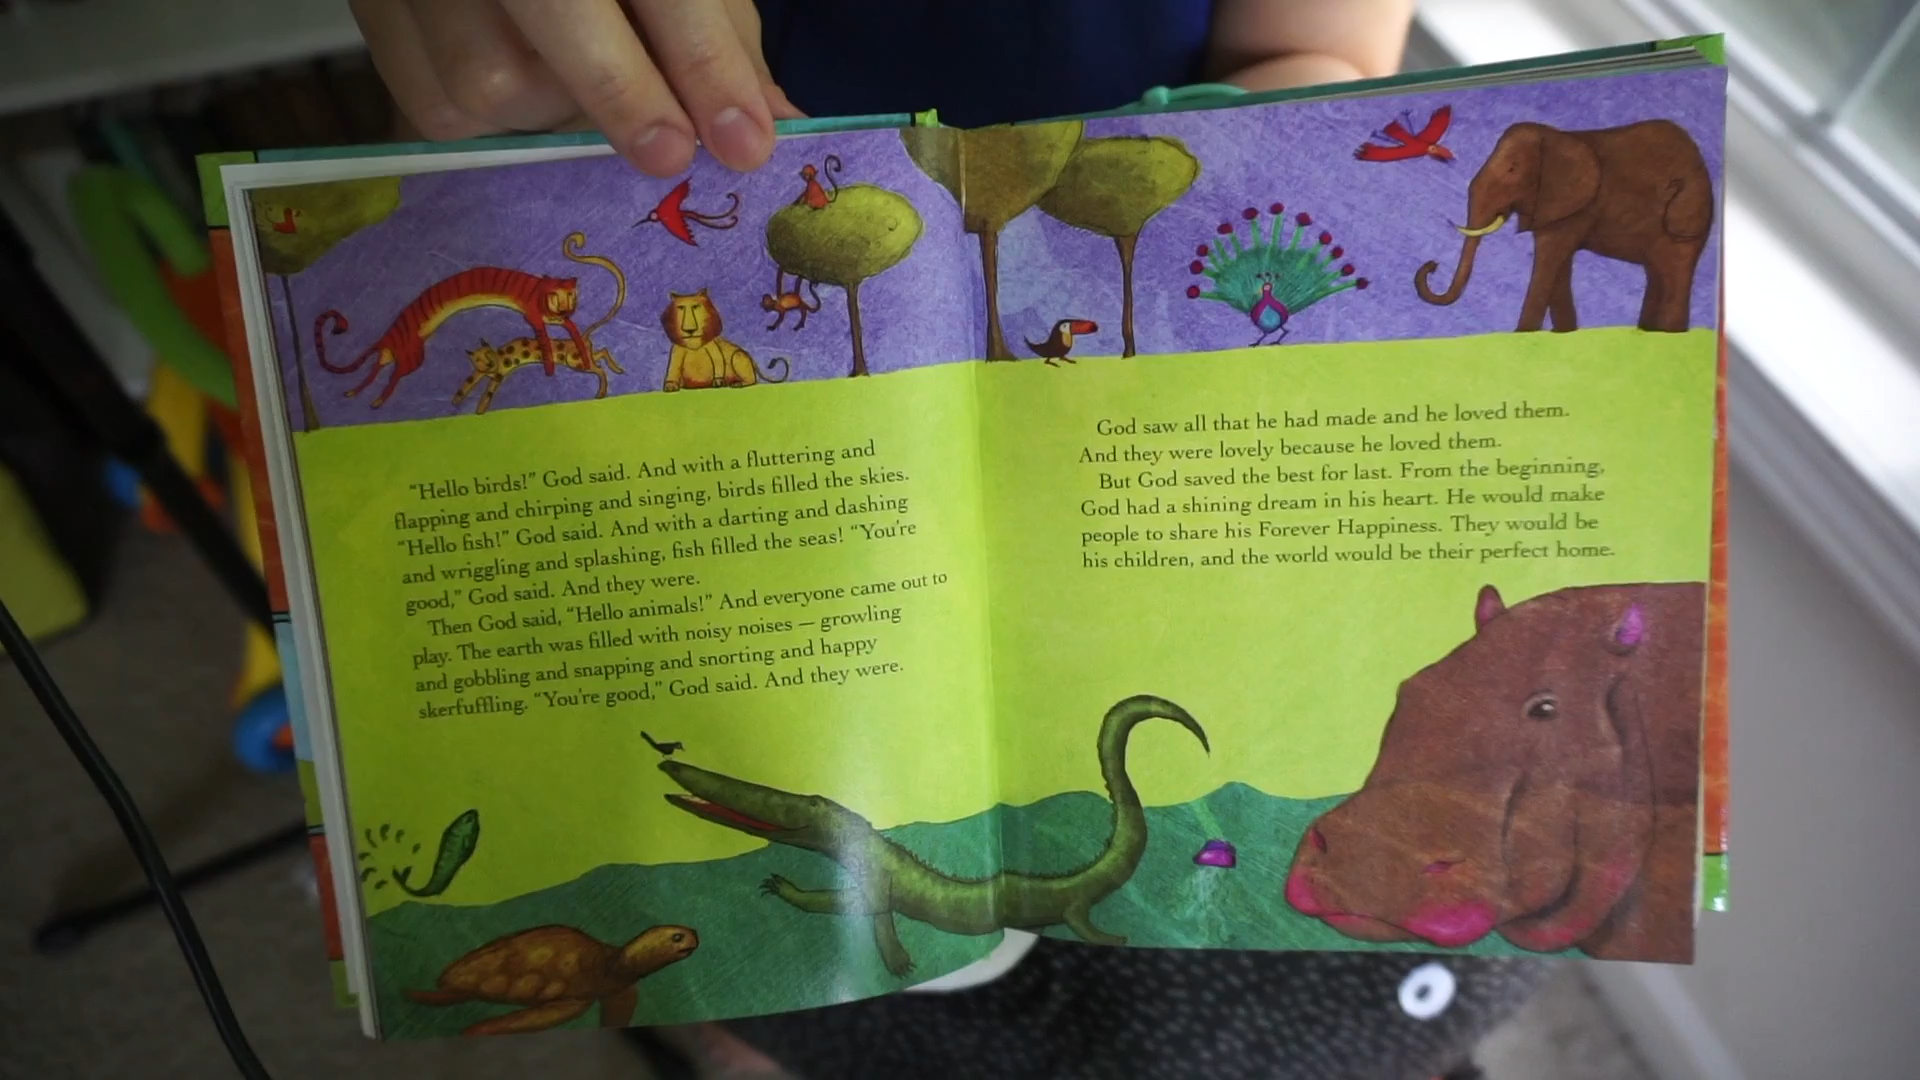 “Hello birds!” God said. And with a fluttering and
flapping and chirping and singing, birds filled the skies.
“Hello fish!” God said. And with a darting and dashing
and wriggling and splashing, fish filled the seas! “You’re
good,” God said. And they were.
Then God said, “Hello animals!” And everyone came out to
play. The earth was filled with noisy noises — growling
and gobbling and snapping and snorting and happy
skerfuffling. “You’re good,” God said. And they were.
God saw all that he had made and he loved them.
And they were lovely because he loved them.
But God saved the best for last. From the beginning,
God had a shining dream in his heart. He would make
people to share his Forever Happiness. They would be
his children, and the world would be their perfect home.